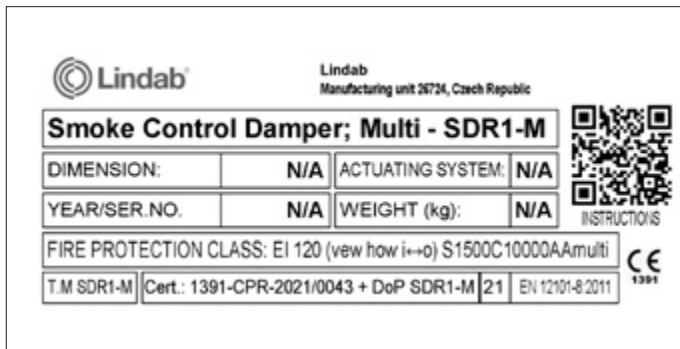 Lindab
Lindab
Manufacturing unit 26724, Czech Republic
Smoke Control Damper; Multi - SDR1-M
DIMENSION: N/A ACTUATING SYSTEM: N/A
YEAR/SER.NO. N/A WEIGHT (kg): N/A
INSTRUCTIONS
FIRE PROTECTION CLASS: EI 120 (vew how i↔o) S1500C10000AAmulti
CE
1391
T.M SDR1-M Cert.: 1391-CPR-2021/0043 + DoP SDR1-M 21 EN 12101-8:2011